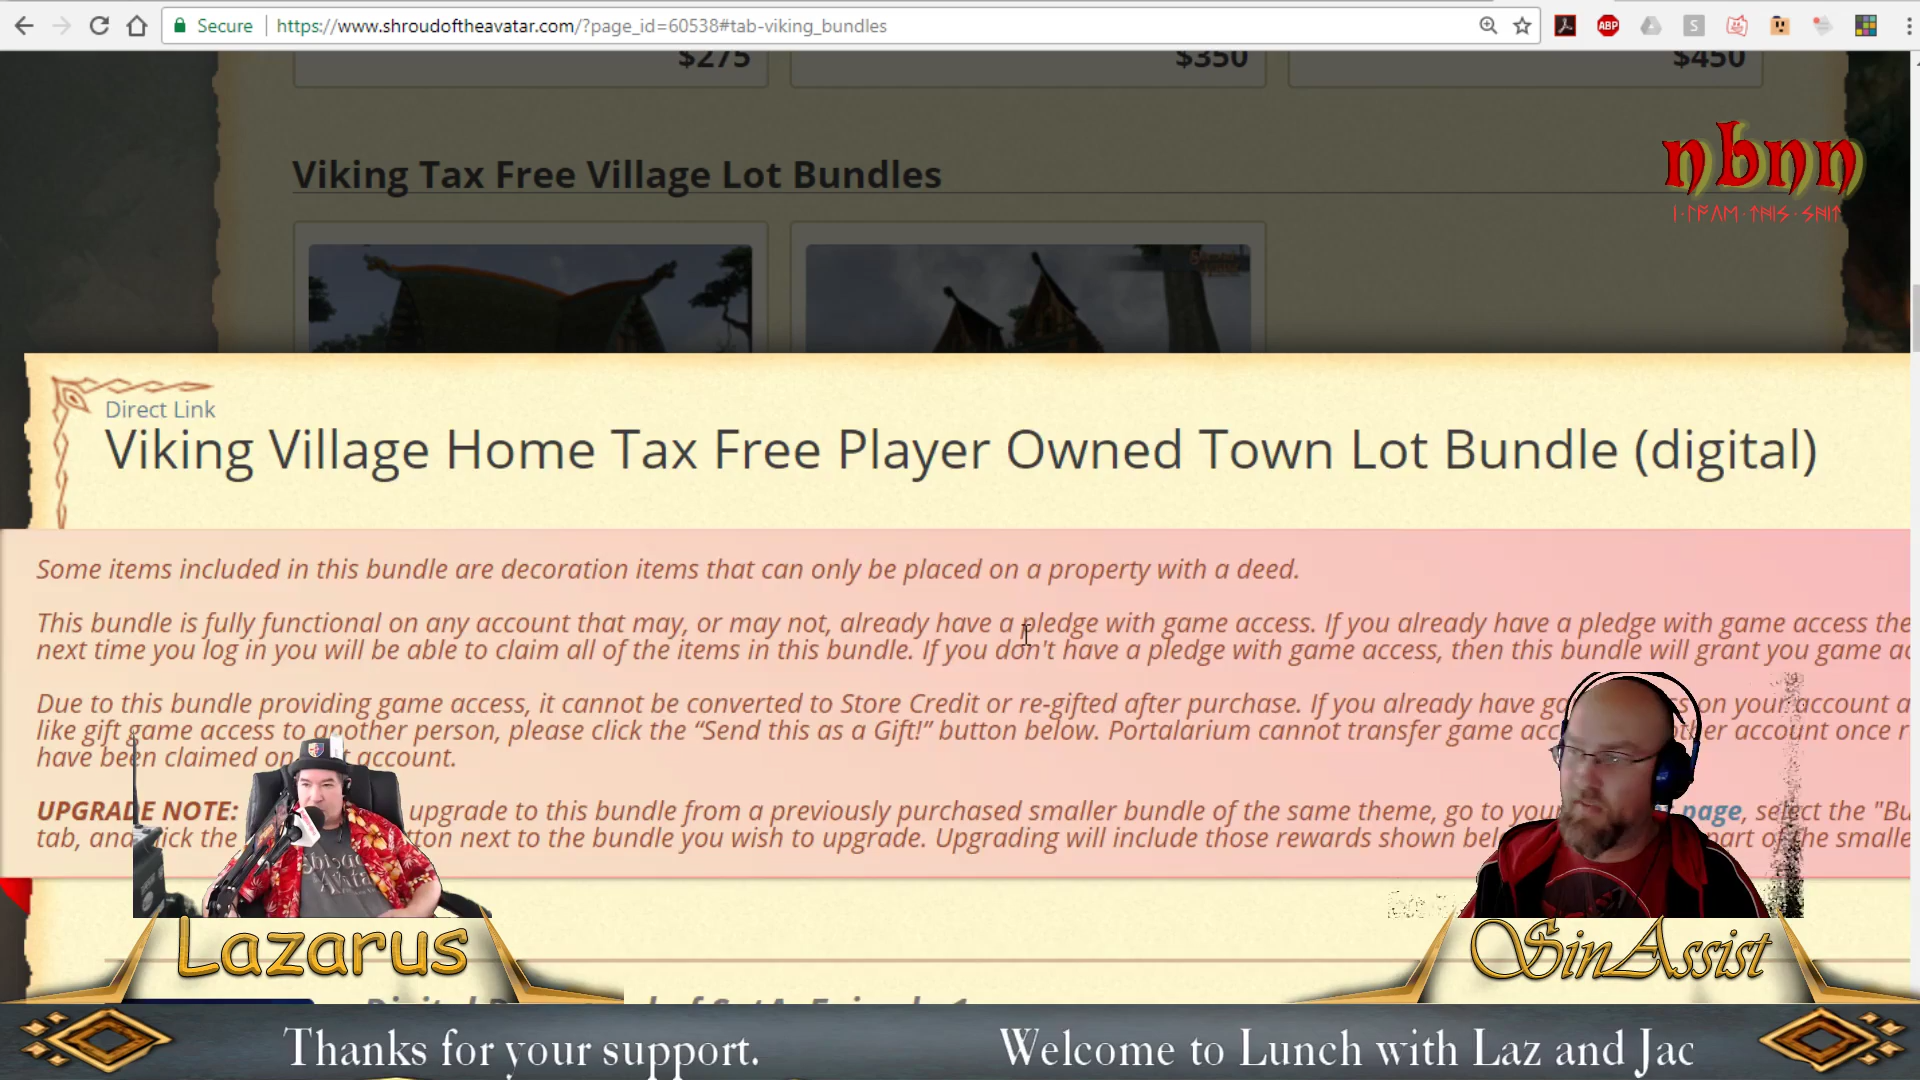 Secure
https://www.shroudoftheavatar.com/?page_id=60538#tab-viking_bundles
ABP
S
$275
$350
$450
Viking Tax Free Village Lot Bundles
nbnn
Direct Link
Viking Village Home Tax Free Player Owned Town Lot Bundle (digital)
Some items included in this bundle are decoration items that can only be placed on a property with a deed.
This bundle is fully functional on any account that may, or may not, already have a pledge with game access. If you already have a pledge with game access the
next time you log in you will be able to claim all of the items in this bundle. If you don't have a pledge with game access, then this bundle will grant you game ac
Due to this bundle providing game access, it cannot be converted to Store Credit or re-gifted after purchase. If you already have ga on your account a
like gift game access to another person, please click the “Send this as a Gift!” button below. Portalarium cannot transfer game acc other account once r
have been claimed on account.
UPGRADE NOTE: upgrade to this bundle from a previously purchased smaller bundle of the same theme, go to your page, select the "Bu
tab, and click the button next to the bundle you wish to upgrade. Upgrading will include those rewards shown bel part of the smalle
Lazarus
SinAssist
Thanks for your support.
Welcome to Lunch with Laz and Jac